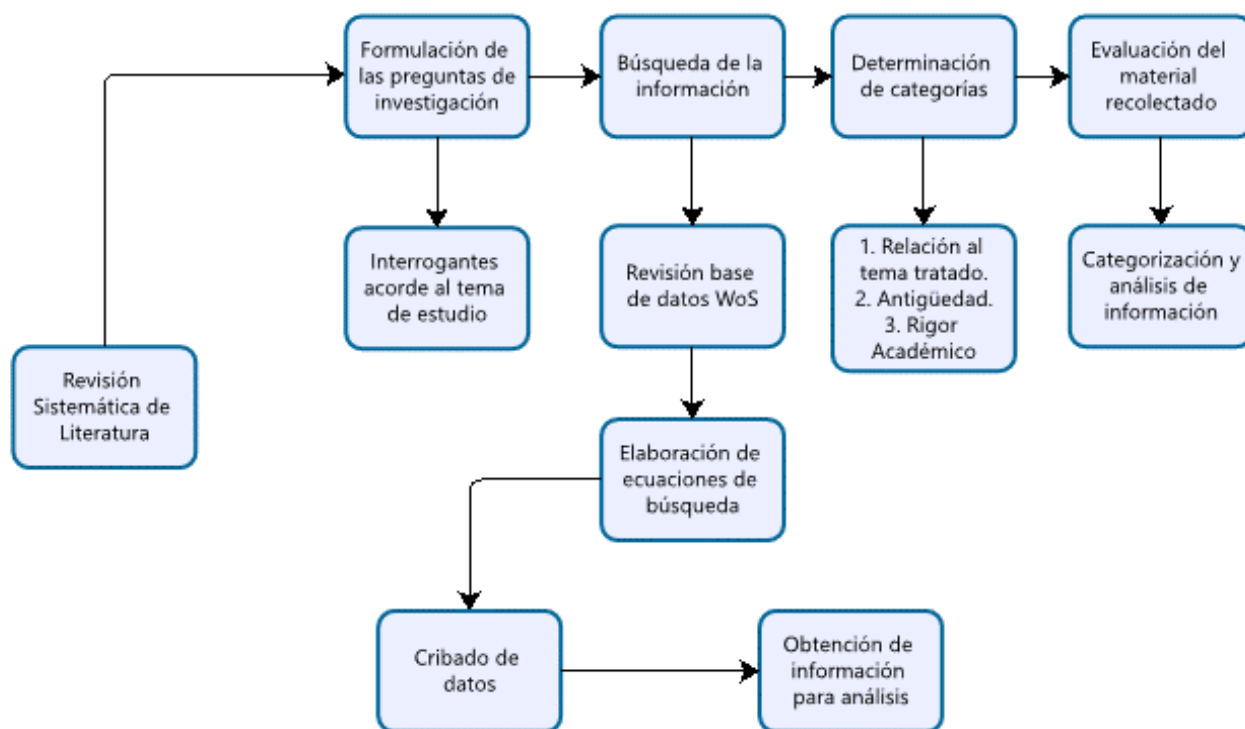 Formulación de
las preguntas de
investigación
Búsqueda de la
información
Determinación
de categorías
Evaluación del
material
recolectado
Interrogantes
acorde al tema
de estudio
Revisión base
de datos WoS
1. Relación al
tema tratado.
2. Antigüedad.
3. Rigor
Académico
Categorización y
análisis de
información
Revisión
Sistemática de
Literatura
Elaboración de
ecuaciones de
búsqueda
Cribado de
datos
Obtención de
información
para análisis